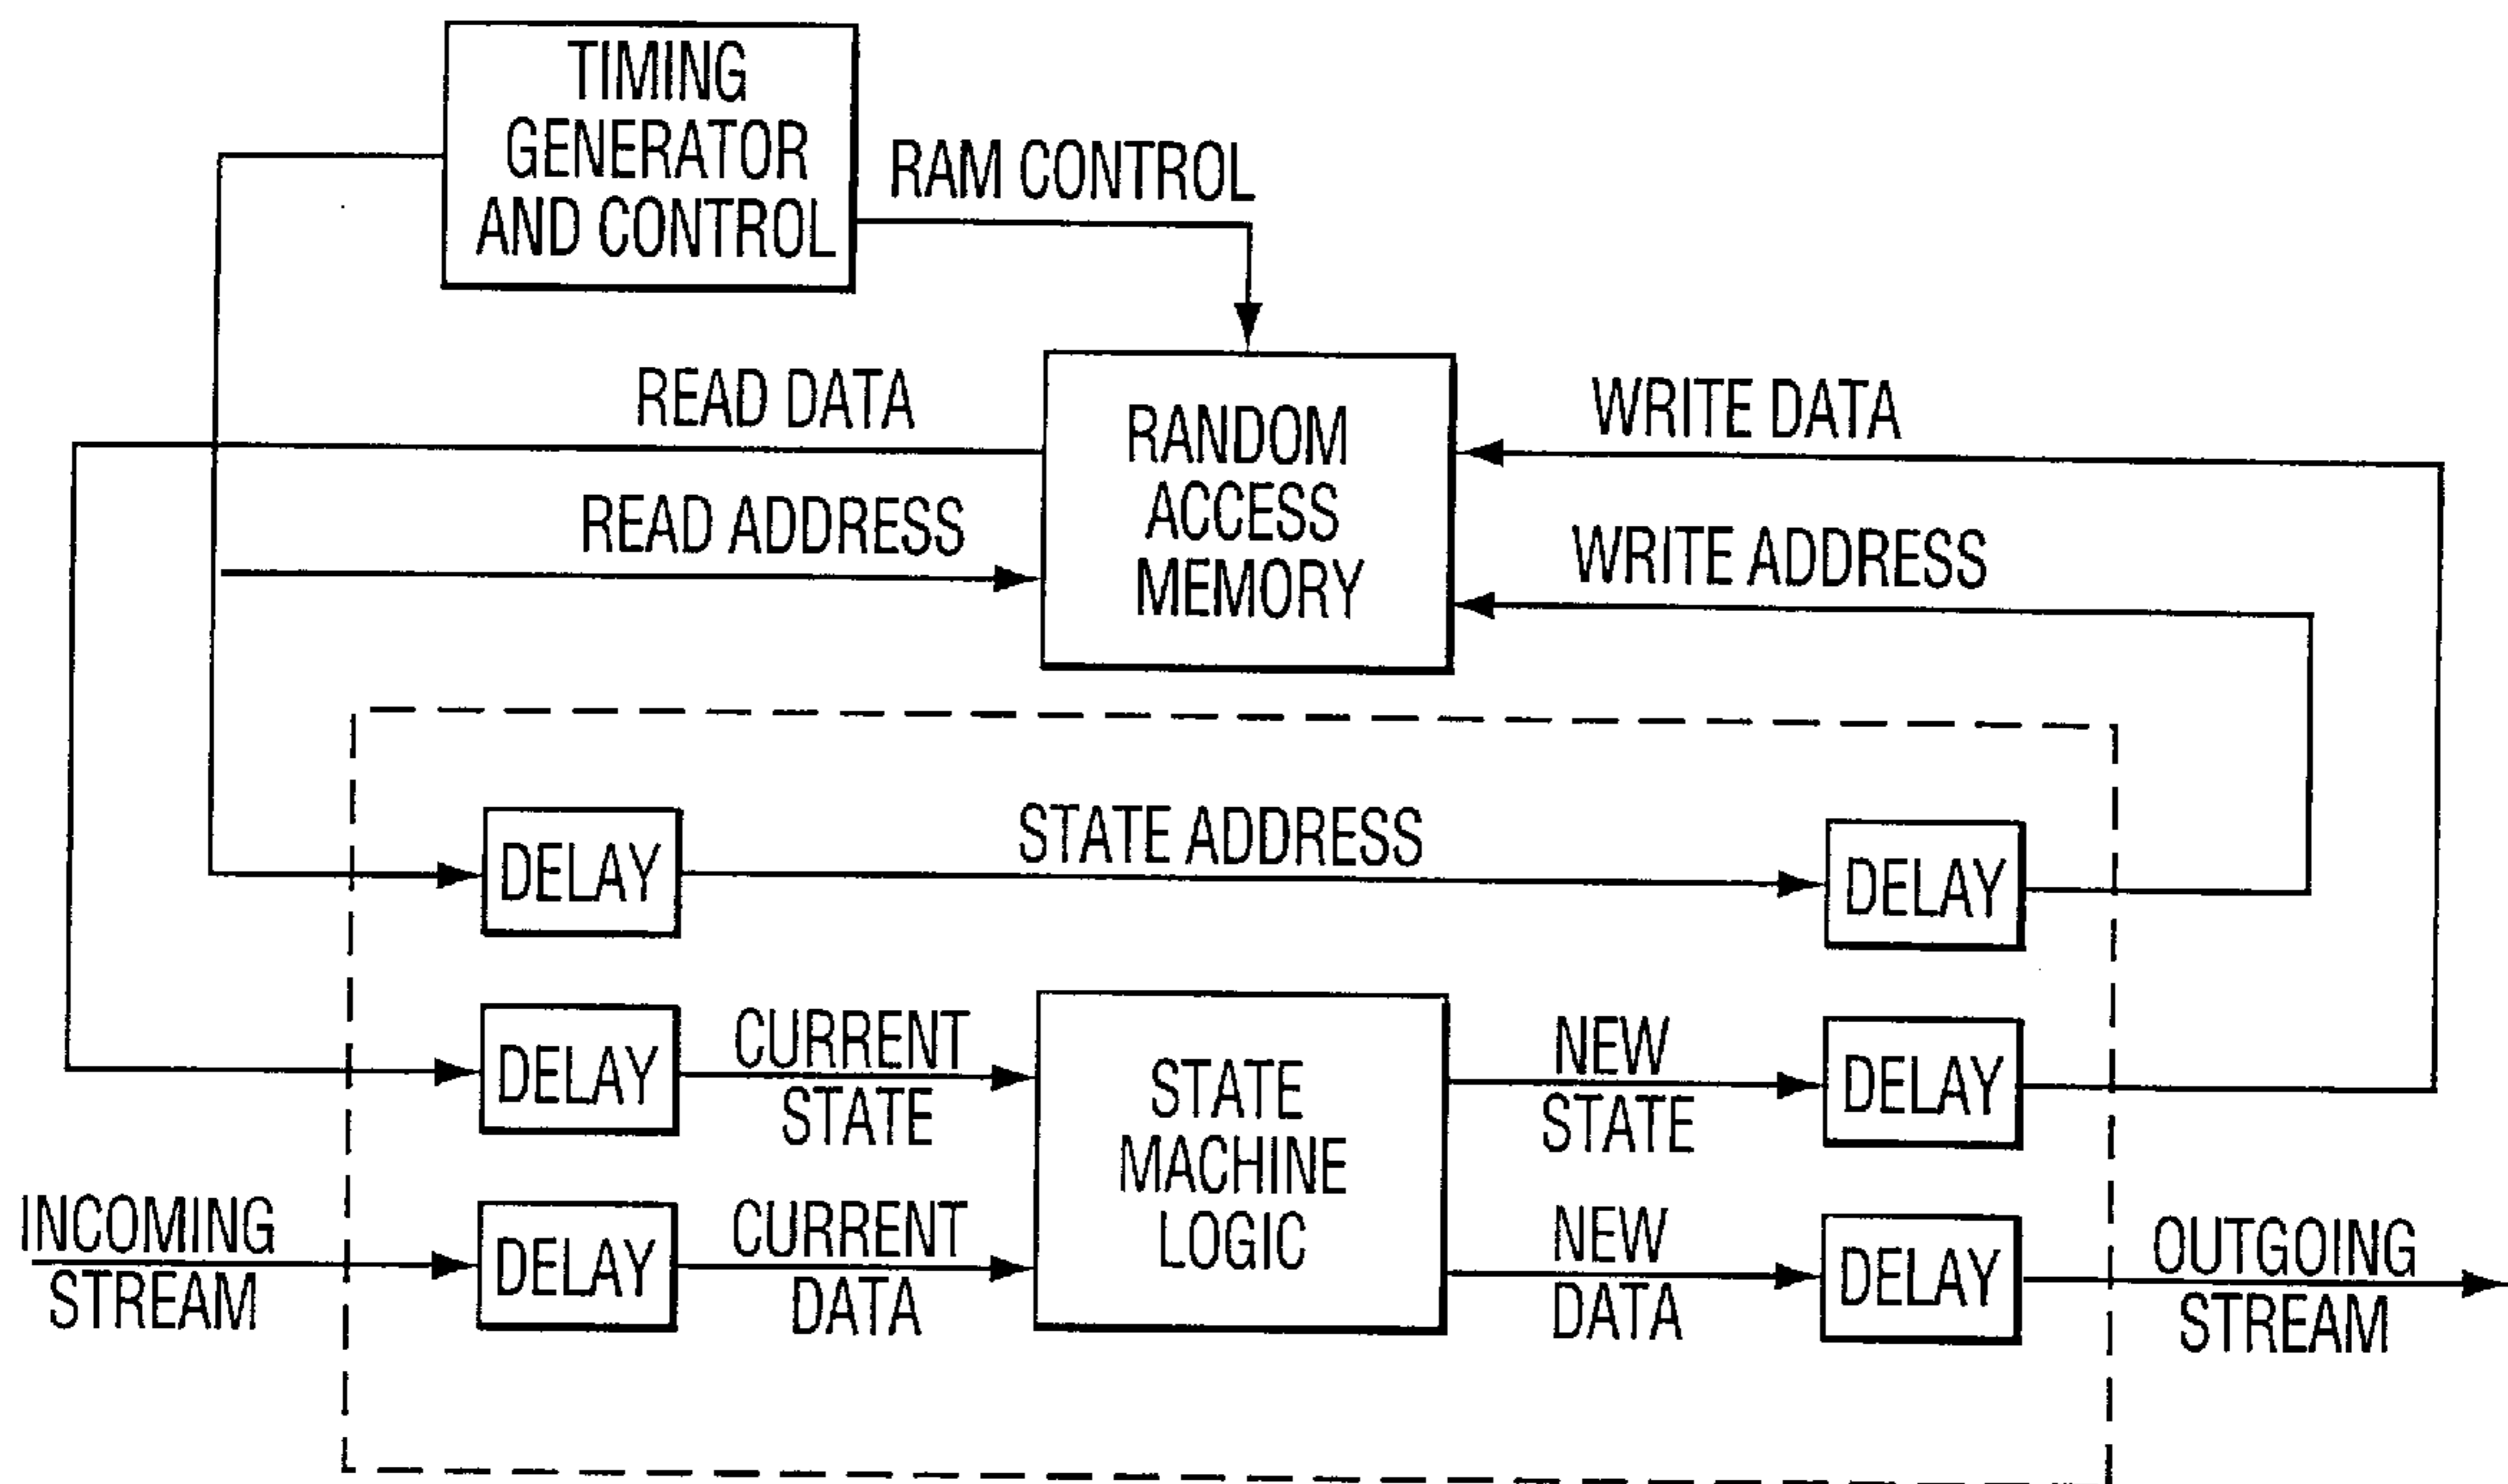 TIMING
GENERATOR
AND CONTROL
RAM CONTROL
READ DATA
RANDOM
ACCESS
MEMORY
WRITE DATA
READ ADDRESS
WRITE ADDRESS
DELAY
STATE ADDRESS
DELAY
DELAY
CURRENT
STATE
STATE
MACHINE
LOGIC
NEW
STATE
DELAY
INCOMING
STREAM
DELAY
CURRENT
DATA
NEW
DATA
DELAY
OUTGOING
STREAM